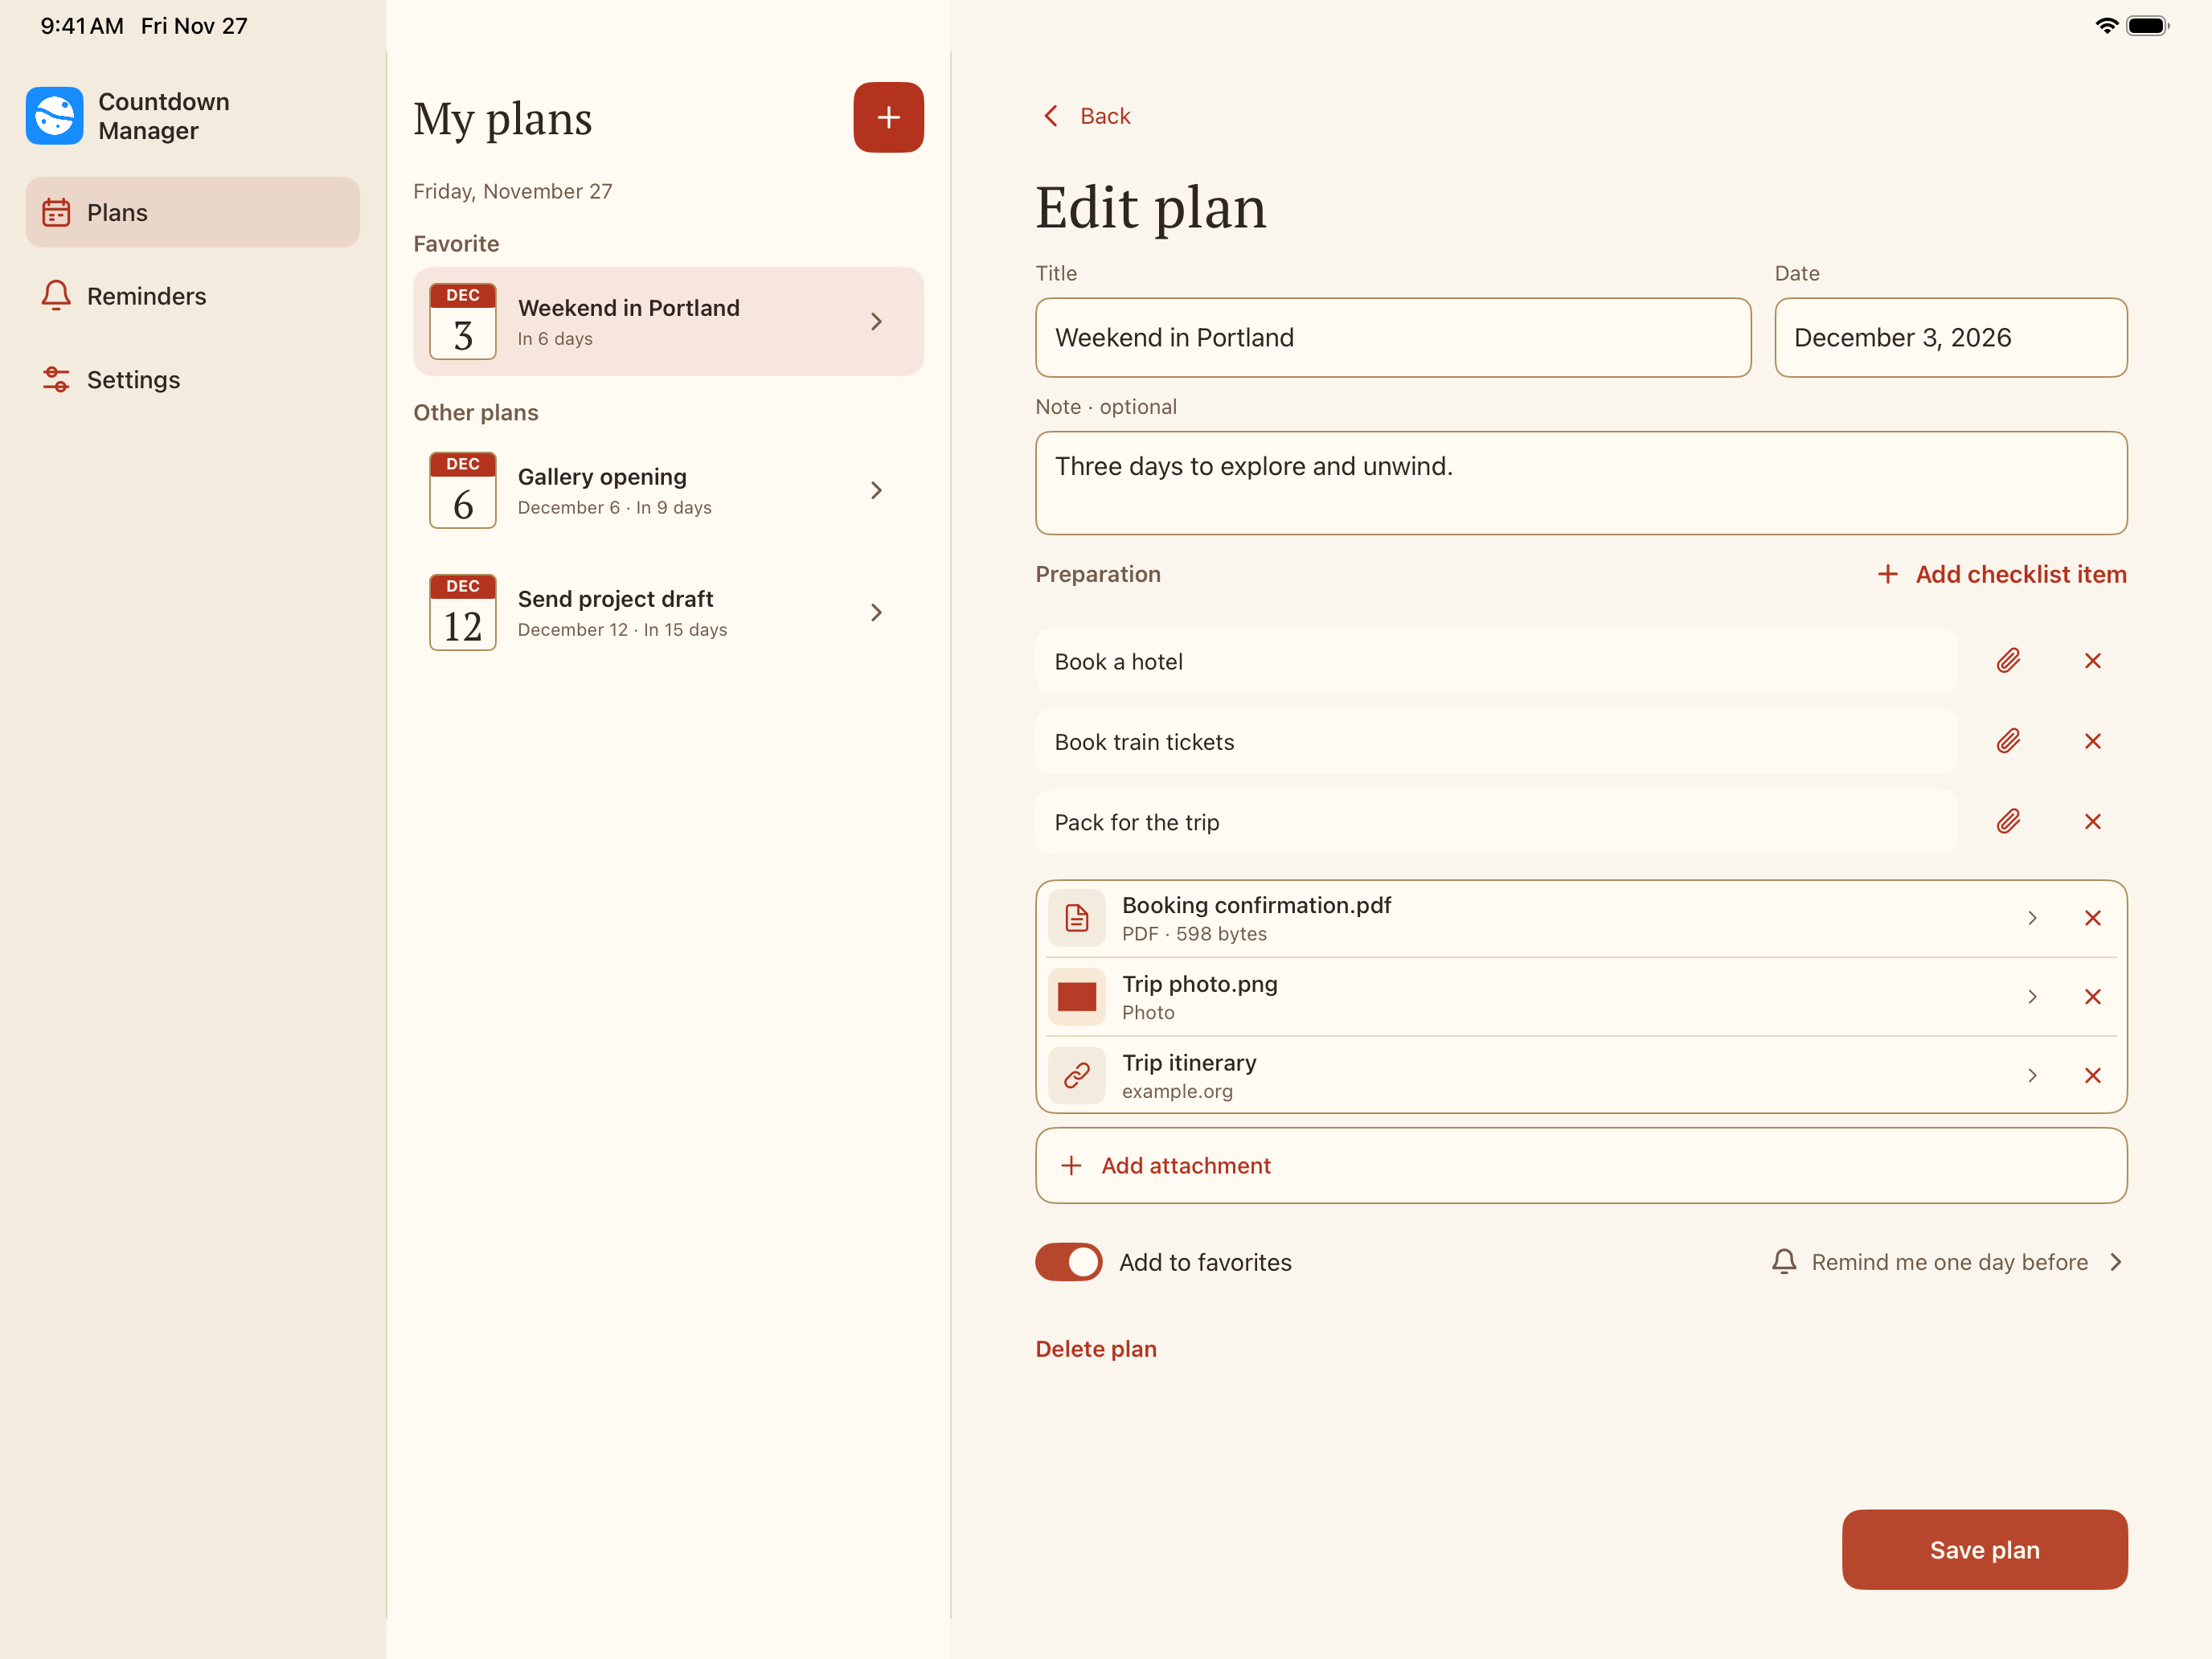 9:41 AM Fri Nov 27
Countdown
Manager
Plans
Reminders
Settings
My plans
Friday, November 27
Favorite
DEC
3
Weekend in Portland
In 6 days
Other plans
DEC
6
Gallery opening
December 6 · In 9 days
DEC
12
Send project draft
December 12 · In 15 days
Back
Edit plan
Title
Date
Weekend in Portland
December 3, 2026
Note · optional
Three days to explore and unwind.
Preparation
Add checklist item
Book a hotel
Book train tickets
Pack for the trip
Booking confirmation.pdf
PDF · 598 bytes
Trip photo.png
Photo
Trip itinerary
example.org
Add attachment
Add to favorites
Remind me one day before
Delete plan
Save plan